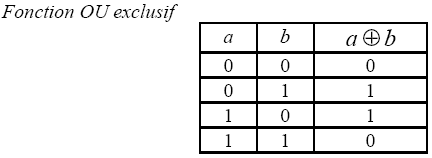 Fonction OU exclusif
a b a ⊕ b
0 0 0
0 1 1
1 0 1
1 1 0